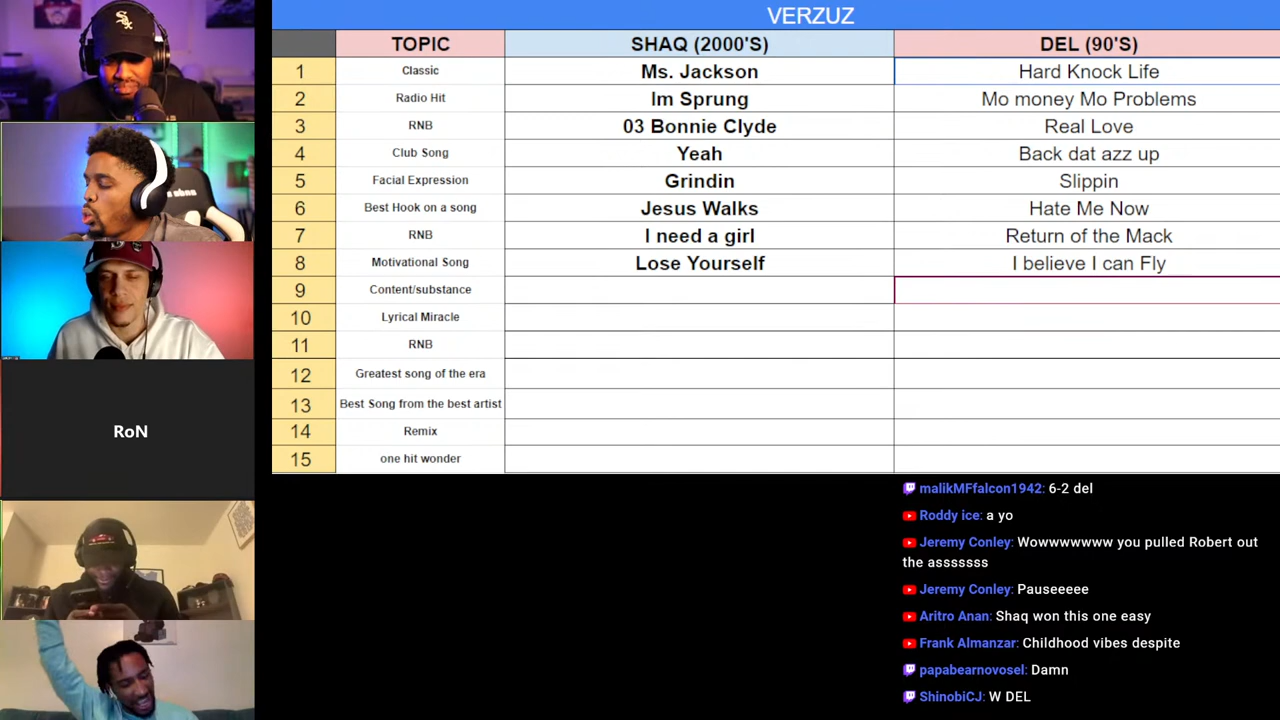 VERZUZ
TOPIC SHAQ (2000'S) DEL (90'S)
1 Classic Ms. Jackson Hard Knock Life
2 Radio Hit Im Sprung Mo money Mo Problems
3 RNB 03 Bonnie Clyde Real Love
4 Club Song Yeah Back dat azz up
5 Facial Expression Grindin Slippin
6 Best Hook on a song Jesus Walks Hate Me Now
7 RNB I need a girl Return of the Mack
8 Motivational Song Lose Yourself I believe I can Fly
9 Content/substance
10 Lyrical Miracle
11 RNB
12 Greatest song of the era
13 Best Song from the best artist
14 Remix
15 one hit wonder
RoN
malikMFfalcon1942: 6-2 del
Roddy ice: a yo
Jeremy Conley: Wowwwwwww you pulled Robert out
the asssssss
Jeremy Conley: Pauseeeee
Aritro Anan: Shaq won this one easy
Frank Almanzar: Childhood vibes despite
papabearnovosel: Damn
ShinobiCJ: W DEL